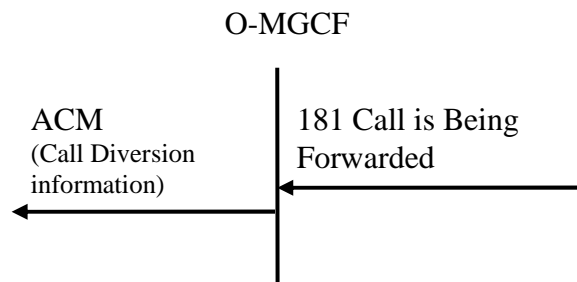 O-MGCF
ACM
(Call Diversion
information)
181 Call is Being
Forwarded